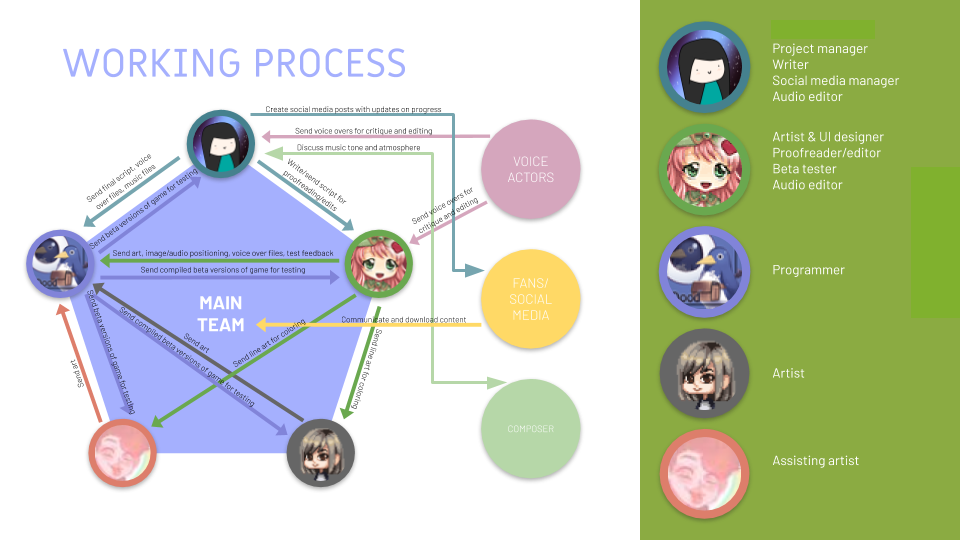 WORKING PROCESS
Create social media posts with updates on progress
Send voice overs for critique and editing
Discuss music tone and atmosphere
VOICE
ACTORS
Send final script, voice
over files, music files
Send beta versions of game for testing
Write/send script for
proofreading/edits
Send voice overs for
critique and editing
Send art, image/audio positioning, voice over files, test feedback
Send compiled beta versions of game for testing
FANS/
SOCIAL
MEDIA
MAIN
TEAM
Communicate and download content
Send beta versions of game for testing
Send compiled beta versions of game for testing
Send art
Send line art for coloring
Send line art for coloring
Send art
COMPOSER
Project manager
Writer
Social media manager
Audio editor
Artist & UI designer
Proofreader/editor
Beta tester
Audio editor
Programmer
Good
Artist
Assisting artist